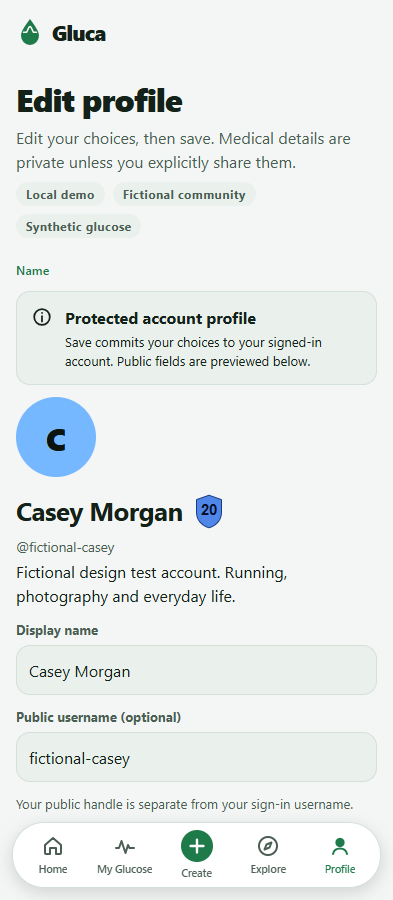 Gluca
Edit profile
Edit your choices, then save. Medical details are
private unless you explicitly share them.
Local demo
Fictional community
Synthetic glucose
Name
Protected account profile
Save commits your choices to your signed-in
account. Public fields are previewed below.
C
Casey Morgan
20
@fictional-casey
Fictional design test account. Running,
photography and everyday life.
Display name
Casey Morgan
Public username (optional)
fictional-casey
Your public handle is separate from your sign-in username.
Home
My Glucose
Create
Explore
Profile